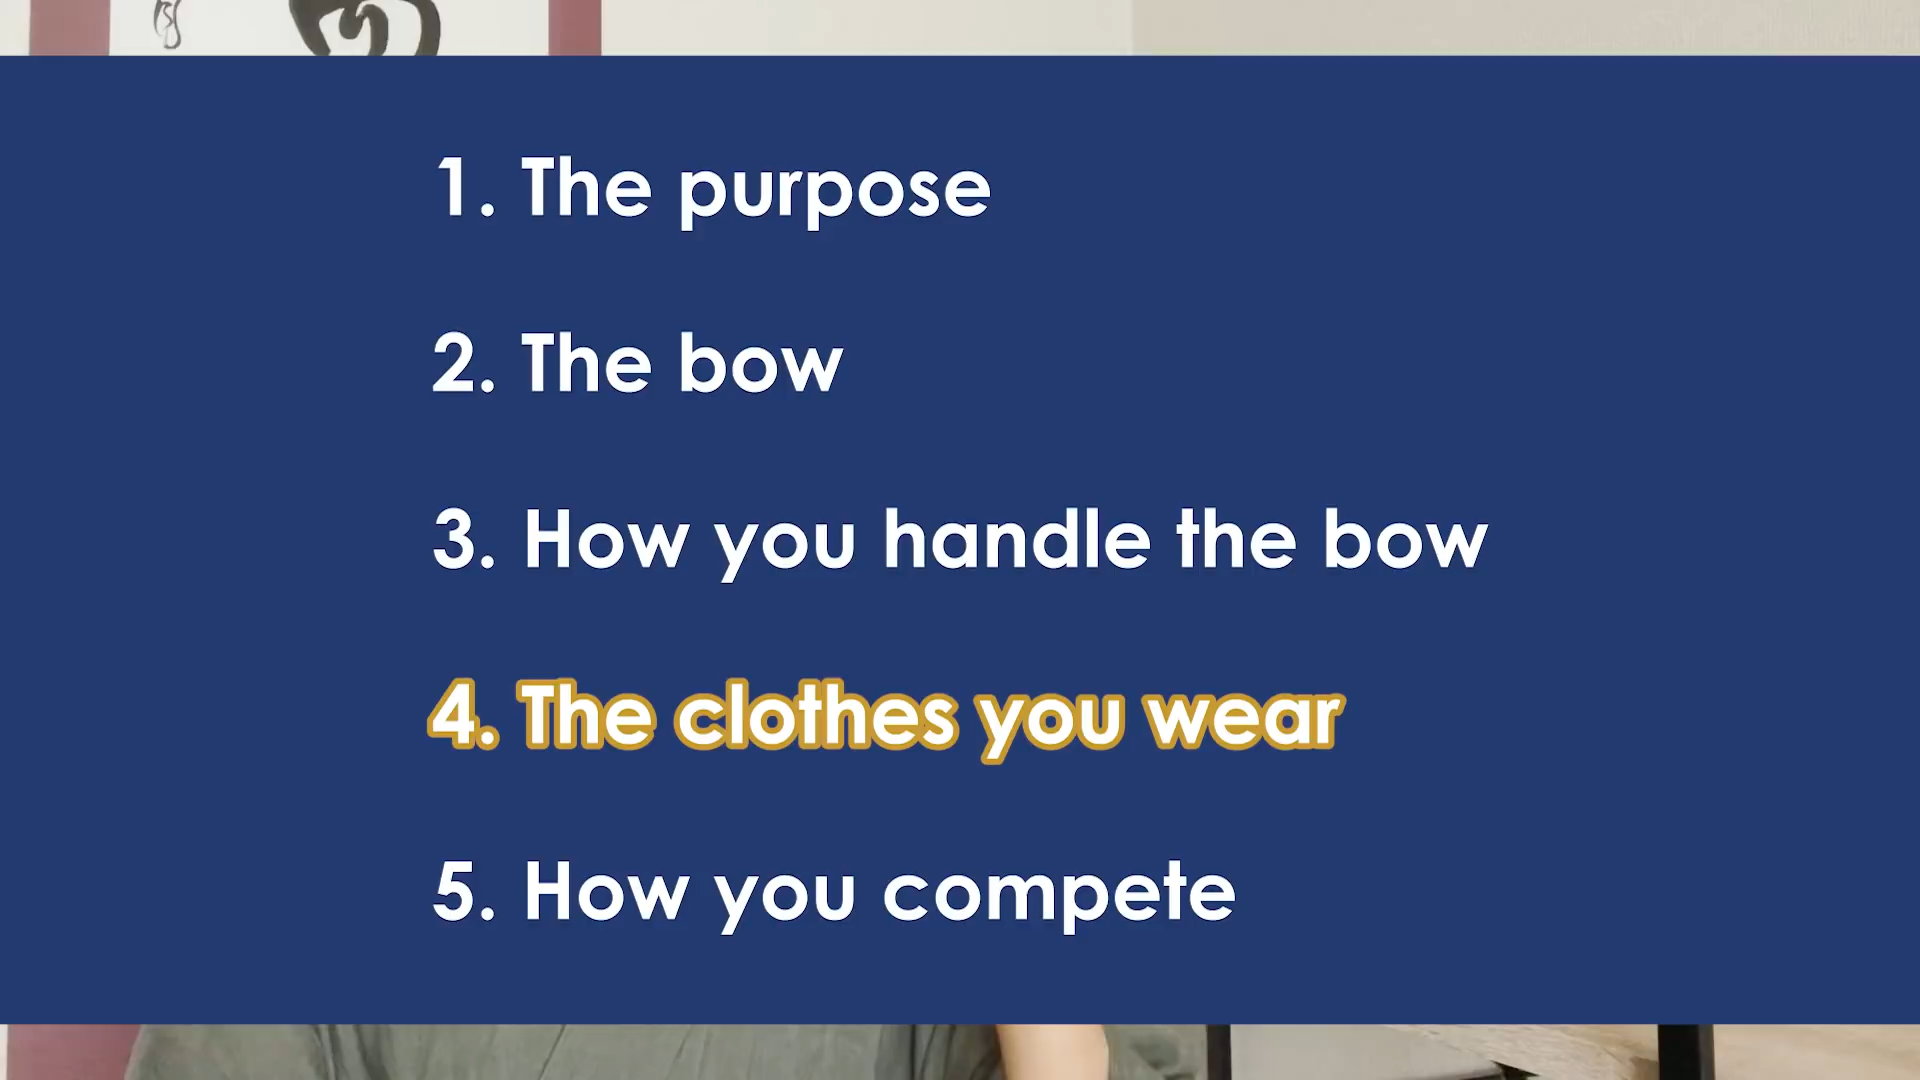 1. The purpose
2. The bow
3. How you handle the bow
4. The clothes you wear
5. How you compete